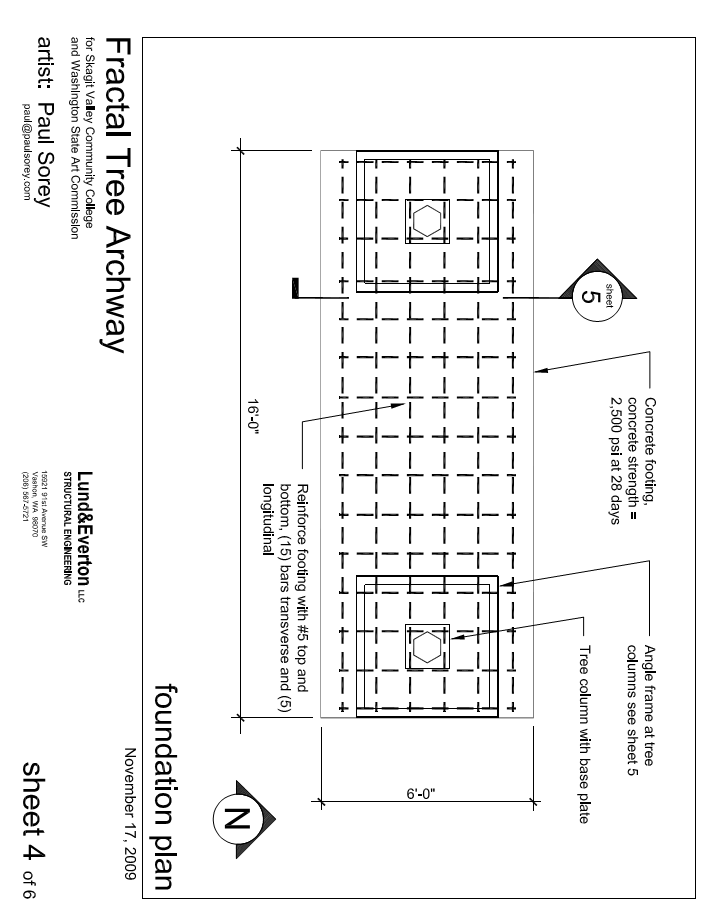 sheet
5
Concrete footing,
concrete strength =
2,500 psi at 28 days
Angle frame at tree
columns see sheet 5
Tree column with base plate
6'-0"
16'-0"
Reinforce footing with #5 top and
bottom, (15) bars transverse and (5)
longitudinal
N
foundation plan
November 17, 2009
Fractal Tree Archway
for Skagit Valley Community College
and Washington State Art Commission
artist: Paul Sorey
paul@paulsorey.com
Lund&Everton LLC
STRUCTURAL ENGINEERING
15921 91st Avenue SW
Vashon, WA 98070
(206) 567-5721
sheet 4 of 6